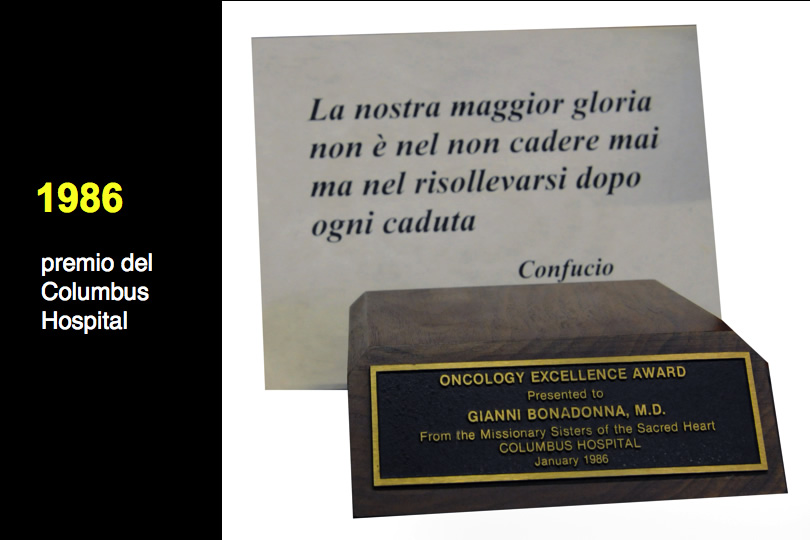 1986
premio del
Columbus
Hospital
La nostra maggior gloria
non è nel non cadere mai
ma nel risollevarsi dopo
ogni caduta
Confucio
ONCOLOGY EXCELLENCE AWARD
Presented to
GIANNI BONADONNA, M.D.
From the Missionary Sisters of the Sacred Heart
COLUMBUS HOSPITAL
January 1986